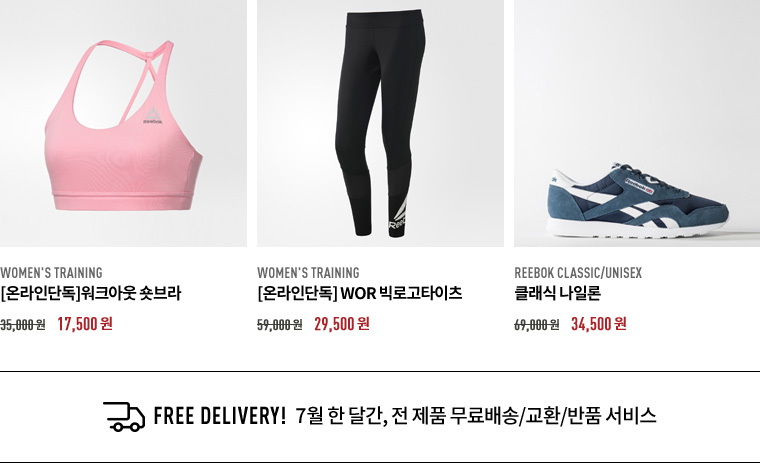 WOMEN'S TRAINING
[온라인단독]워크아웃 숏브라
35,000 원 17,500 원
WOMEN'S TRAINING
[온라인단독] WOR 빅로고타이츠
59,000 원 29,500 원
REEBOK CLASSIC/UNISEX
클래식 나일론
69,000 원 34,500 원
FREE DELIVERY! 7월 한 달간, 전 제품 무료배송/교환/반품 서비스